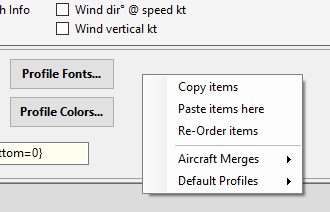 h Info
Wind dir° @ speed kt
Wind vertical kt
Profile Fonts...
Profile Colors...
ttom=0}
Copy items
Paste items here
Re-Order items
Aircraft Merges
Default Profiles